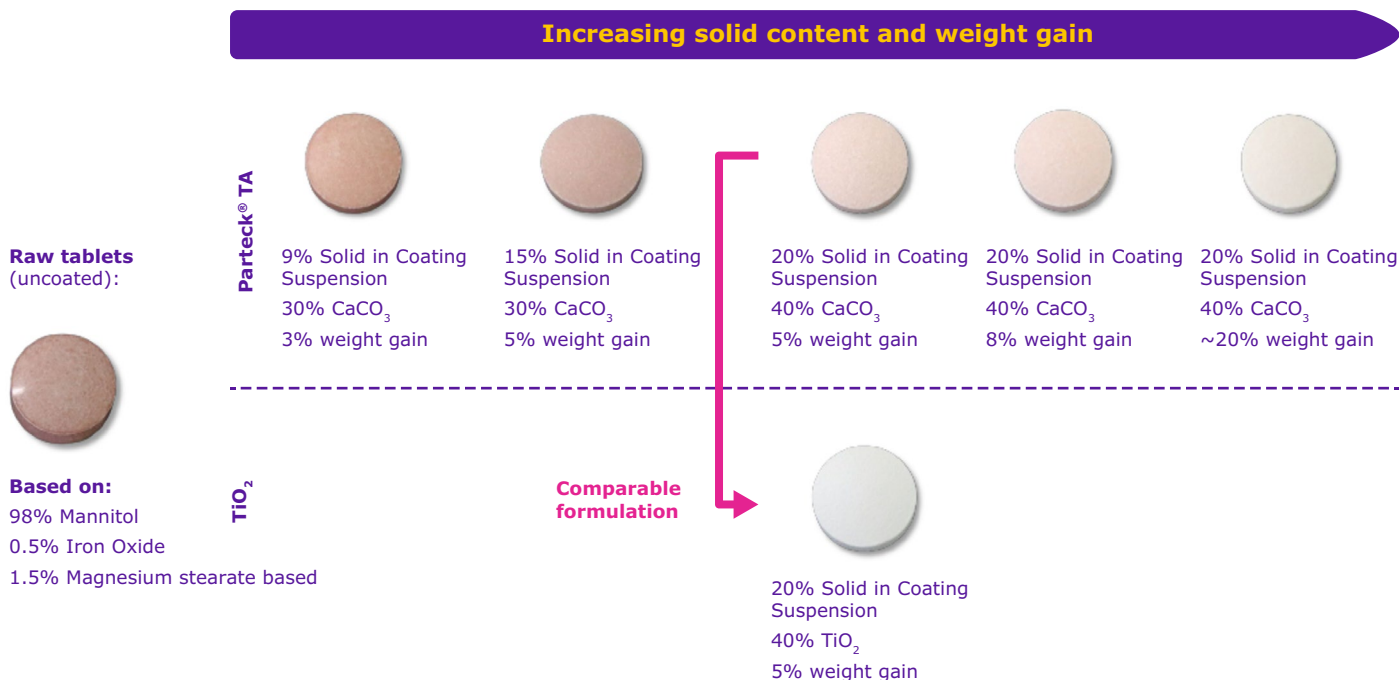 Increasing solid content and weight gain
Raw tablets
(uncoated):
Based on:
98% Mannitol
0.5% Iron Oxide
1.5% Magnesium stearate based
Parteck® TA
9% Solid in Coating
Suspension
30% CaCO₃
3% weight gain
15% Solid in Coating
Suspension
30% CaCO₃
5% weight gain
20% Solid in Coating
Suspension
40% CaCO₃
5% weight gain
20% Solid in Coating
Suspension
40% CaCO₃
8% weight gain
20% Solid in Coating
Suspension
40% CaCO₃
~20% weight gain
TiO₂
Comparable
formulation
20% Solid in Coating
Suspension
40% TiO₂
5% weight gain